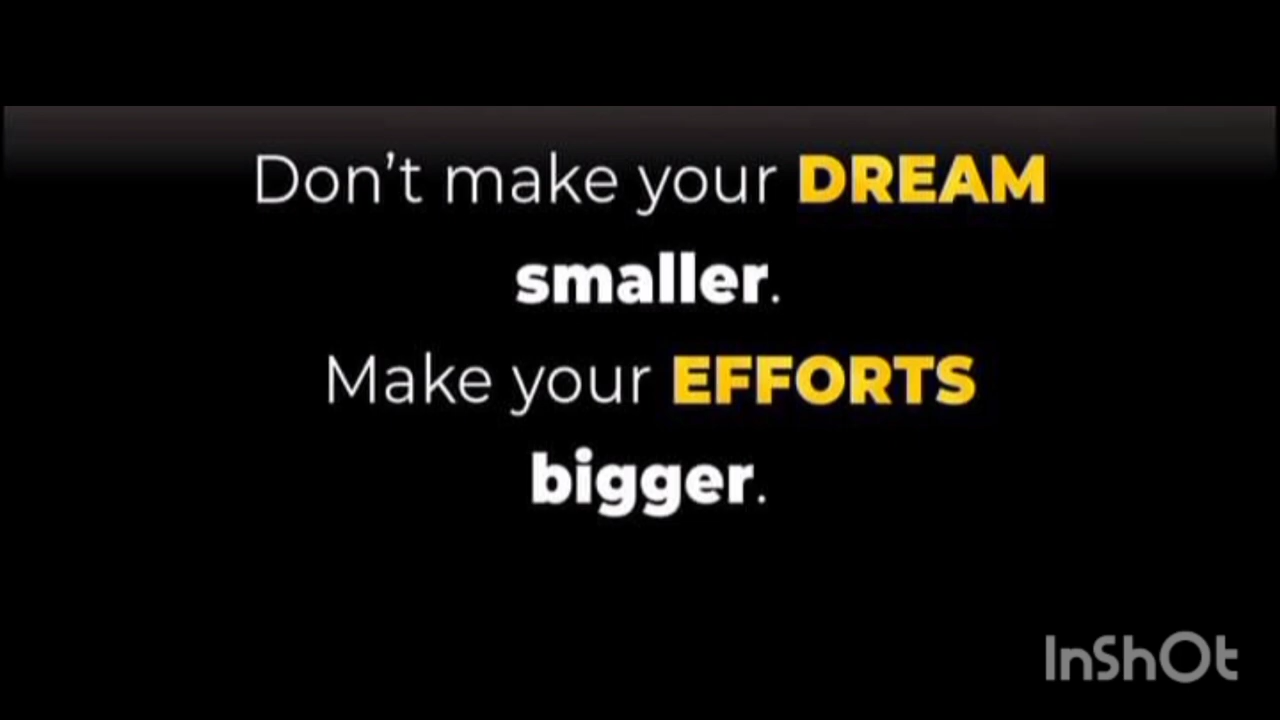 Don’t make your DREAM
smaller.
Make your EFFORTS
bigger.
InShOt